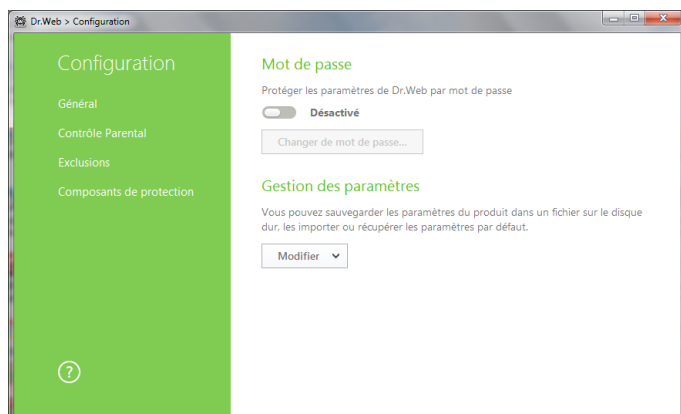 Dr.Web > Configuration
Configuration
Général
Contrôle Parental
Exclusions
Composants de protection
?
Mot de passe
Protéger les paramètres de Dr.Web par mot de passe
Désactivé
Changer de mot de passe...
Gestion des paramètres
Vous pouvez sauvegarder les paramètres du produit dans un fichier sur le disque
dur, les importer ou récupérer les paramètres par défaut.
Modifier